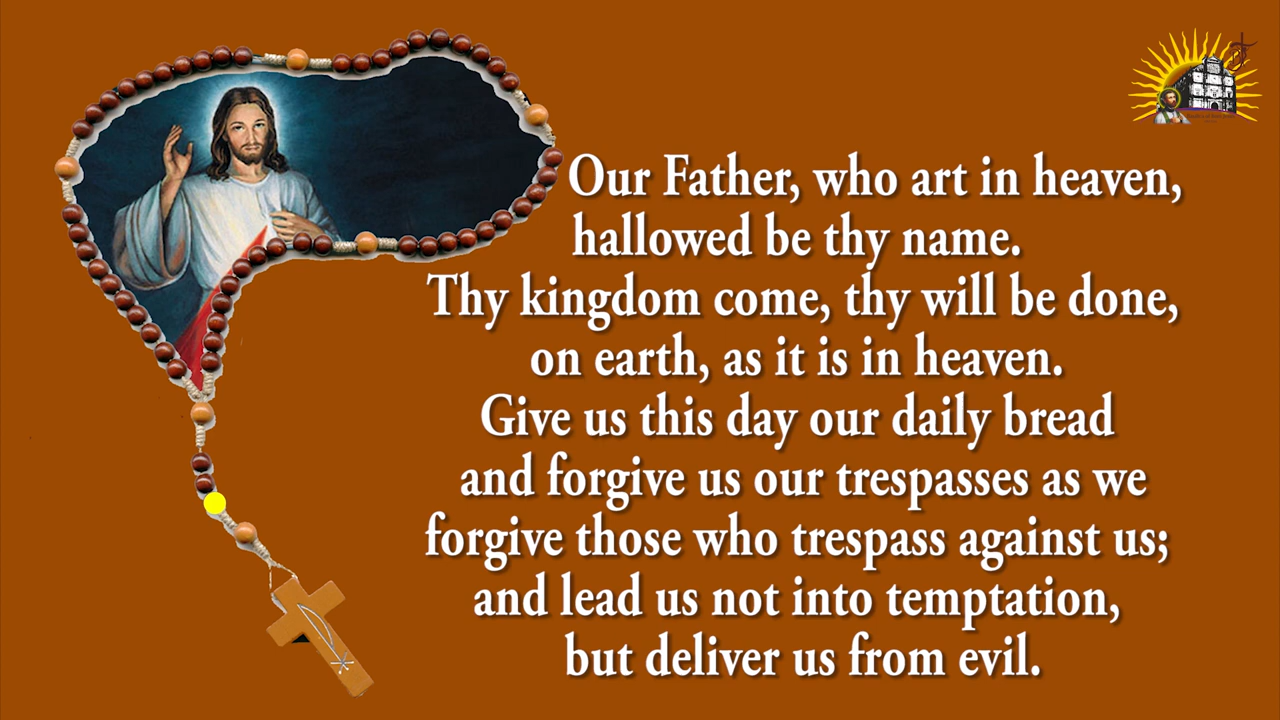 Our Father, who art in heaven,
hallowed be thy name.
Thy kingdom come, thy will be done,
on earth, as it is in heaven.
Give us this day our daily bread
and forgive us our trespasses as we
forgive those who trespass against us;
and lead us not into temptation,
but deliver us from evil.